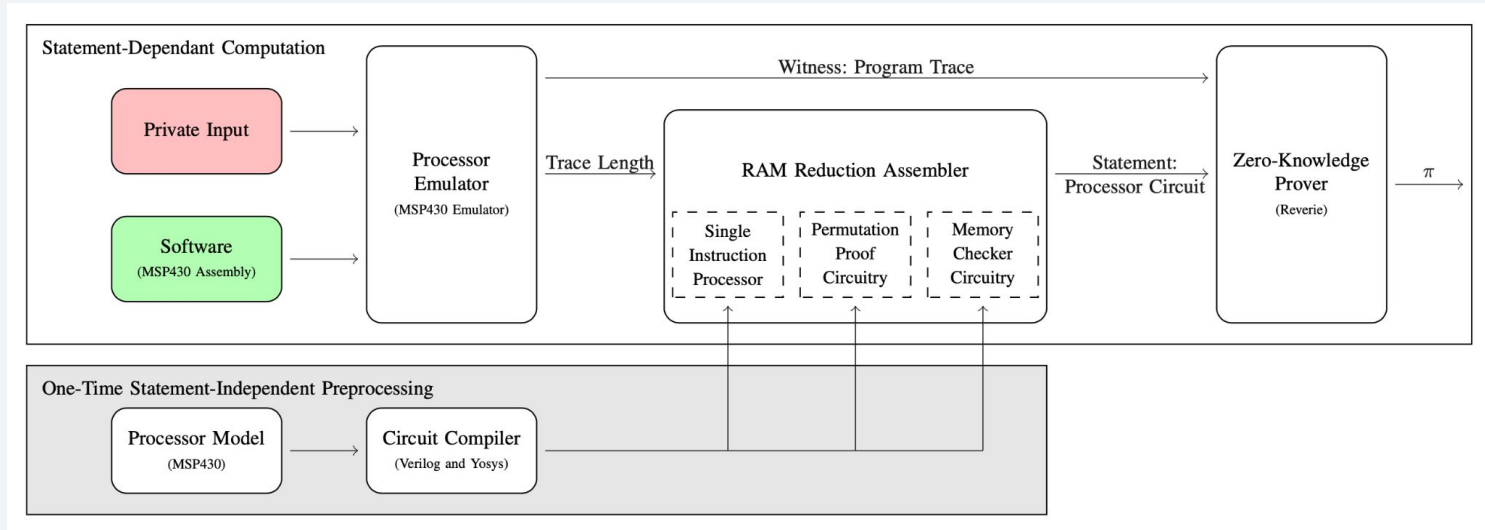 Statement-Dependant Computation
Private Input
Software
(MSP430 Assembly)
Processor
Emulator
(MSP430 Emulator)
Witness: Program Trace
Trace Length
RAM Reduction Assembler
Single
Instruction
Processor
Permutation
Proof
Circuitry
Memory
Checker
Circuitry
Statement:
Processor Circuit
Zero-Knowledge
Prover
(Reverie)
π
One-Time Statement-Independent Preprocessing
Processor Model
(MSP430)
Circuit Compiler
(Verilog and Yosys)